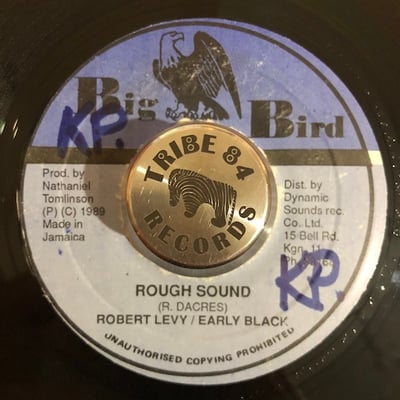 Big Bird
KP.
TRIBE 84
RECORDS
Prod. by
Nathaniel
Tomlinson
(P) (C) 1989
Made in
Jamaica
Dist. by
Dynamic
Sounds rec.
Co. Ltd.
15 Bell Rd.
Kgn. 11
KP.
ROUGH SOUND
(R. DACRES)
ROBERT LEVY / EARLY BLACK
UNAUTHORISED COPYING PROHIBITED